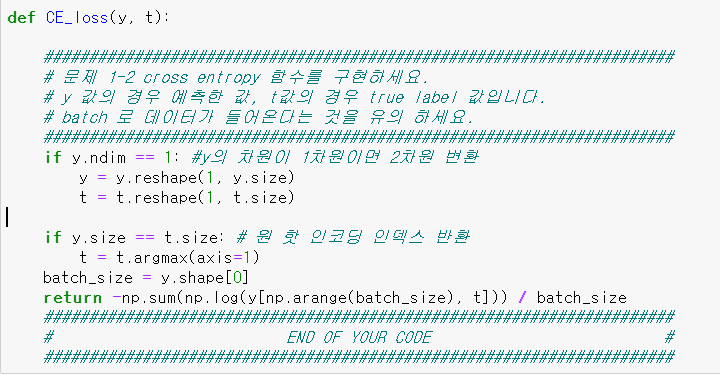 def CE_loss(y, t):
######################################################################
# 문제 1-2 cross entropy 함수를 구현하세요.
# y 값의 경우 예측한 값, t값의 경우 true label 값입니다.
# batch 로 데이터가 들어온다는 것을 유의 하세요.
######################################################################
if y.ndim == 1: #y의 차원이 1차원이면 2차원 변환
y = y.reshape(1, y.size)
t = t.reshape(1, t.size)
if y.size == t.size: # 원 핫 인코딩 인덱스 반환
t = t.argmax(axis=1)
batch_size = y.shape[0]
return -np.sum(np.log(y[np.arange(batch_size), t])) / batch_size
######################################################################
# END OF YOUR CODE #
######################################################################